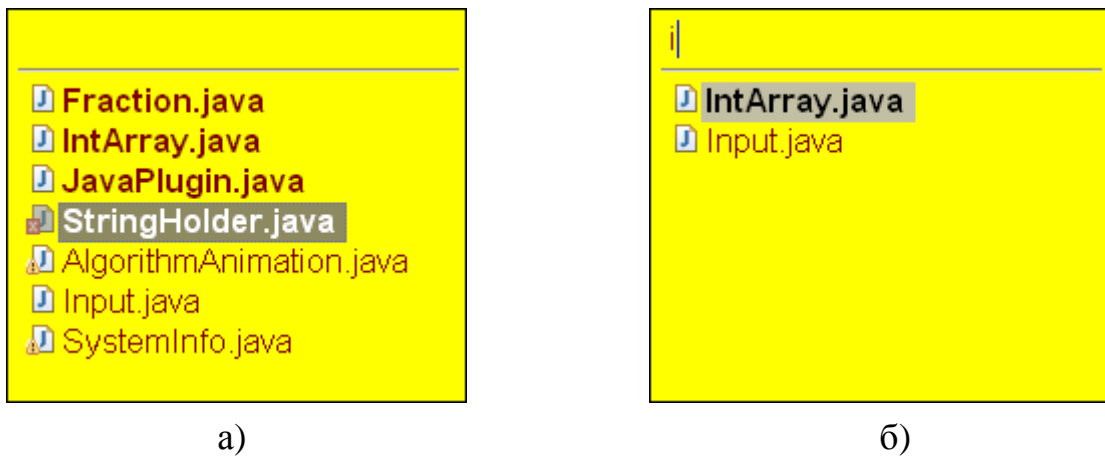 Fraction.java
IntArray.java
JavaPlugin.java
StringHolder.java
AlgorithmAnimation.java
Input.java
SystemInfo.java
а)
i
IntArray.java
Input.java
б)